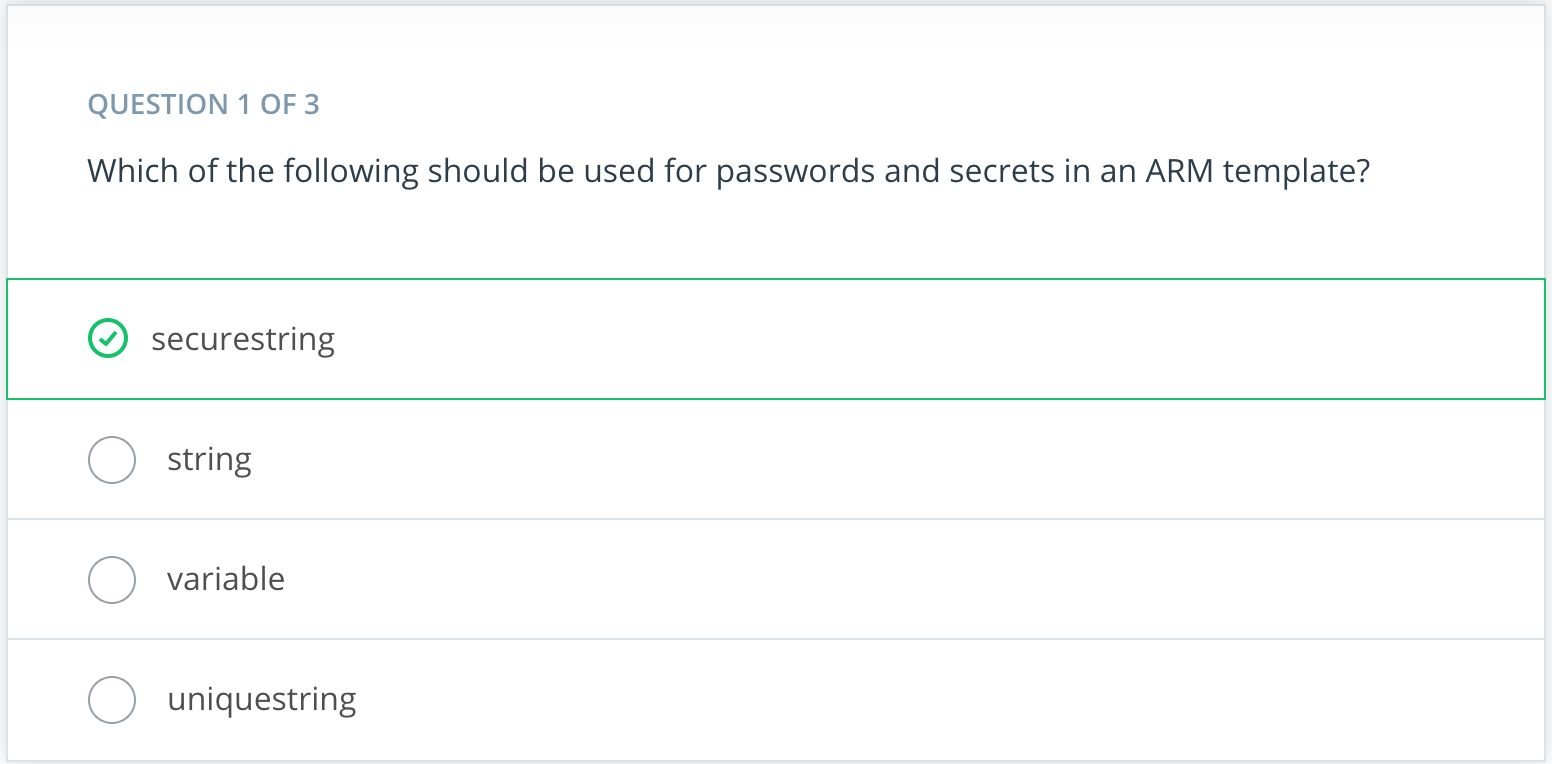 QUESTION 1 OF 3
Which of the following should be used for passwords and secrets in an ARM template?
securestring
string
variable
uniquestring